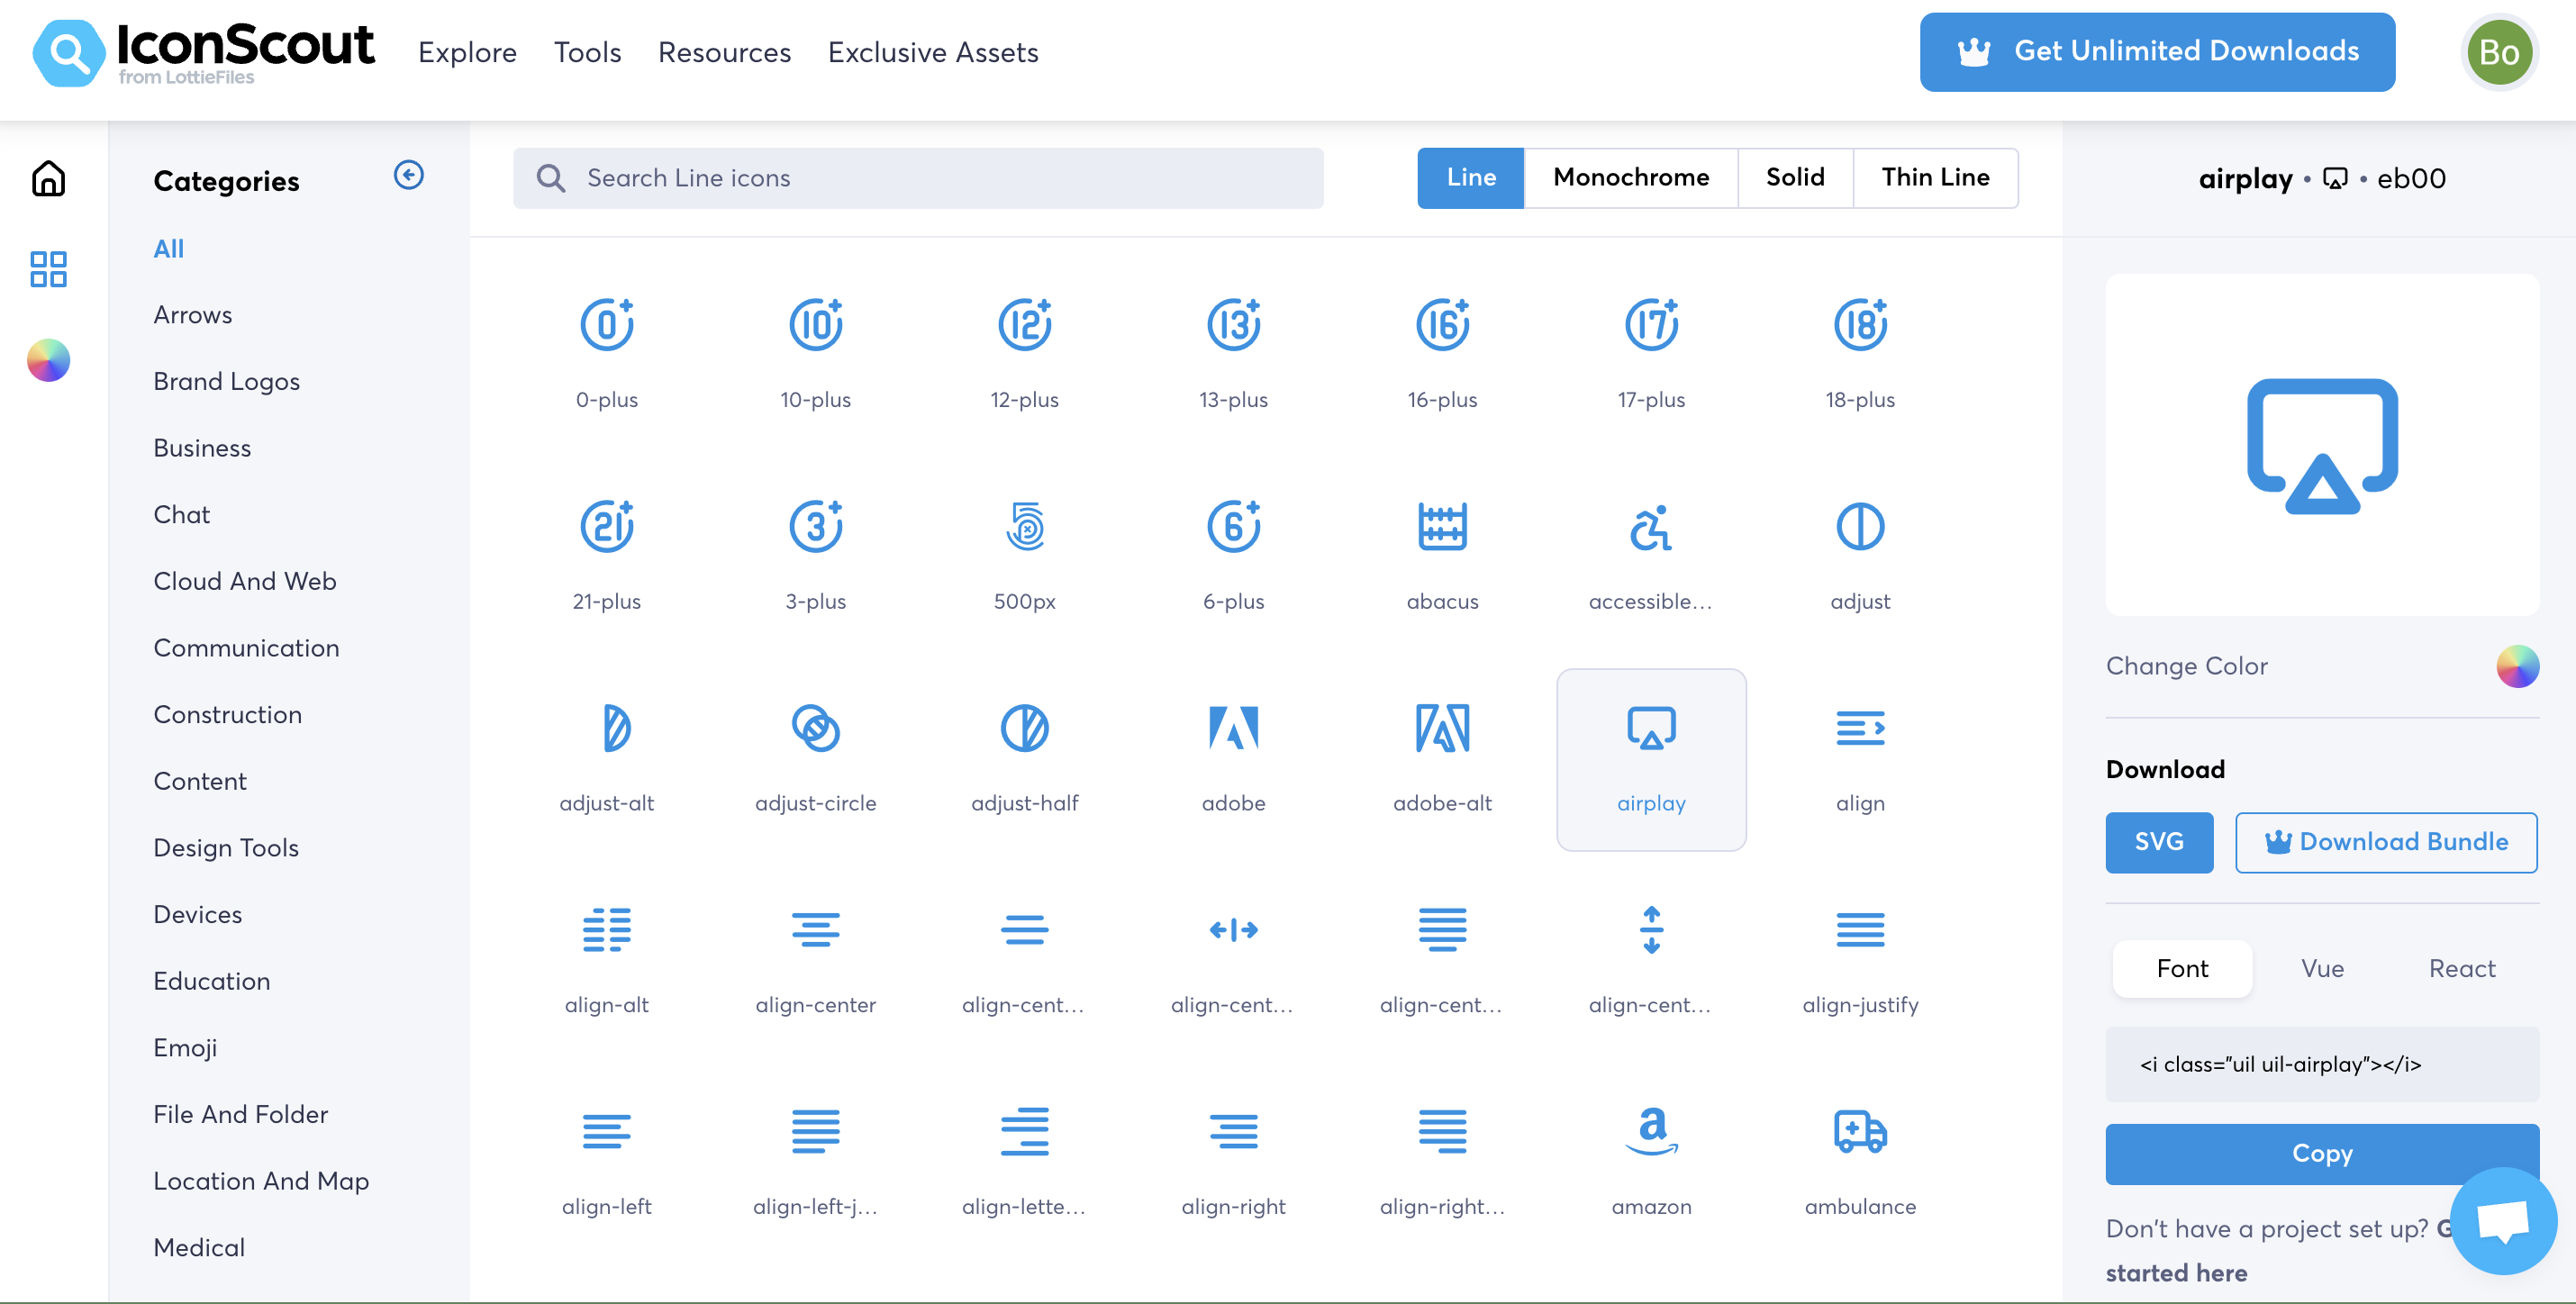 IconScout
from LottieFiles
Explore
Tools
Resources
Exclusive Assets
Get Unlimited Downloads
Bo
Categories
All
Arrows
Brand Logos
Business
Chat
Cloud And Web
Communication
Construction
Content
Design Tools
Devices
Education
Emoji
File And Folder
Location And Map
Medical
Search Line icons
Line
Monochrome
Solid
Thin Line
0-plus
10-plus
12-plus
13-plus
16-plus
17-plus
18-plus
21-plus
3-plus
500px
6-plus
abacus
accessible...
adjust
adjust-alt
adjust-circle
adjust-half
adobe
adobe-alt
airplay
align
align-alt
align-center
align-cent...
align-cent...
align-cent...
align-cent...
align-justify
align-left
align-left-j...
align-lette...
align-right
align-right...
amazon
ambulance
airplay • • eb00
Change Color
Download
SVG
Download Bundle
Font
Vue
React
<i class="uil uil-airplay"></i>
Copy
Don't have a project set up?
started here